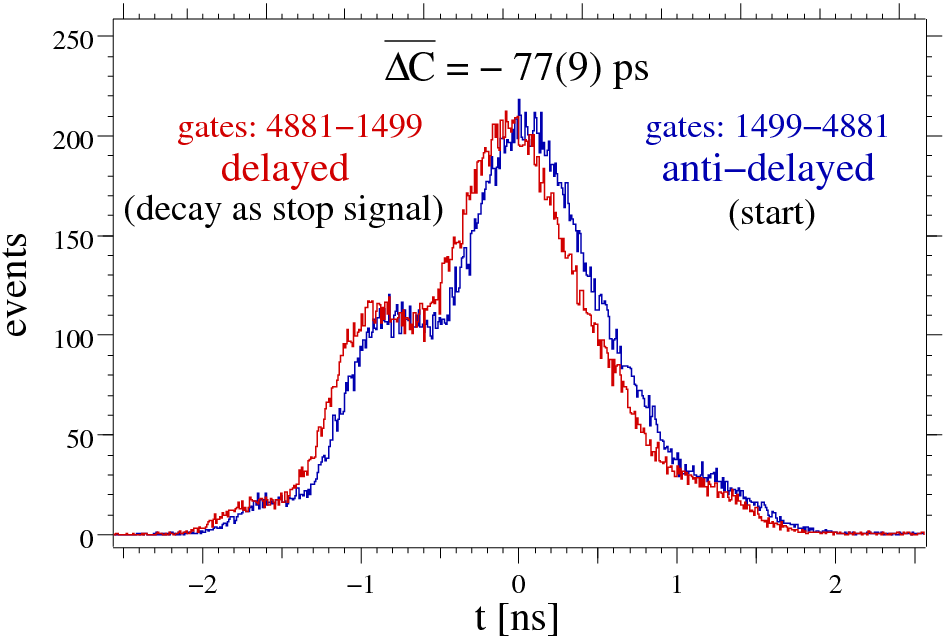 250
200
150
100
50
0
events
ΔC = − 77(9) ps
gates: 4881−1499
delayed
(decay as stop signal)
gates: 1499−4881
anti−delayed
(start)
−2 −1 0 1 2
t [ns]